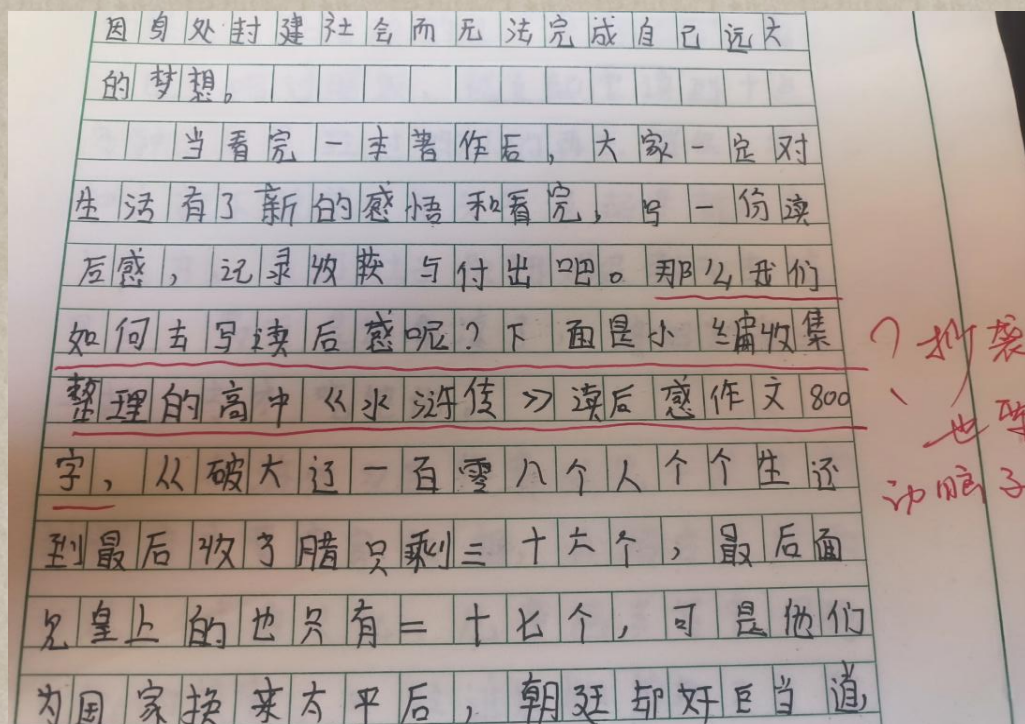 因身处封建社会而无法完成自己远大
的梦想。
当看完一本著作后，大家一定对
生活有了新的感悟和看完，写一份读
后感，记录收获与付出吧。那么我们
如何去写读后感呢？下面是小编收集
整理的高中《水浒传》读后感作文800
字，从破大辽一百零八个人个个生还
到最后收方腊只剩三十六个，最后面
见皇上的也只有二十七个，可是他们
为国家换来太平后，朝廷却奸臣当道，
？抄袭
也要
动脑子